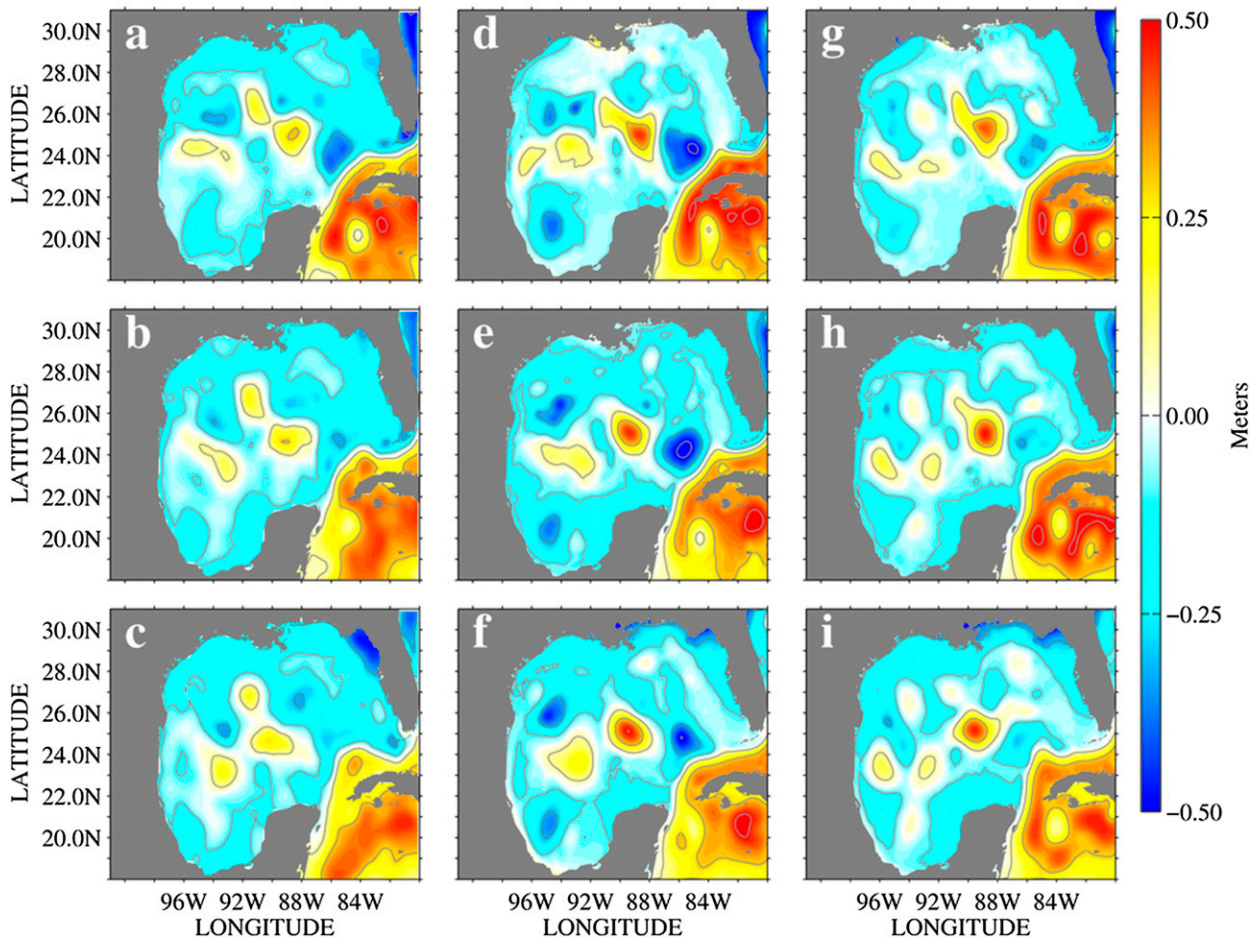 a
d
g
30.0N
28.0N
26.0N
24.0N
22.0N
20.0N
LATITUDE
b
e
h
30.0N
28.0N
26.0N
24.0N
22.0N
20.0N
LATITUDE
c
f
i
30.0N
28.0N
26.0N
24.0N
22.0N
20.0N
LATITUDE
96W 92W 88W 84W
LONGITUDE
96W 92W 88W 84W
LONGITUDE
96W 92W 88W 84W
LONGITUDE
0.50
0.25
0.00
−0.25
−0.50
Meters